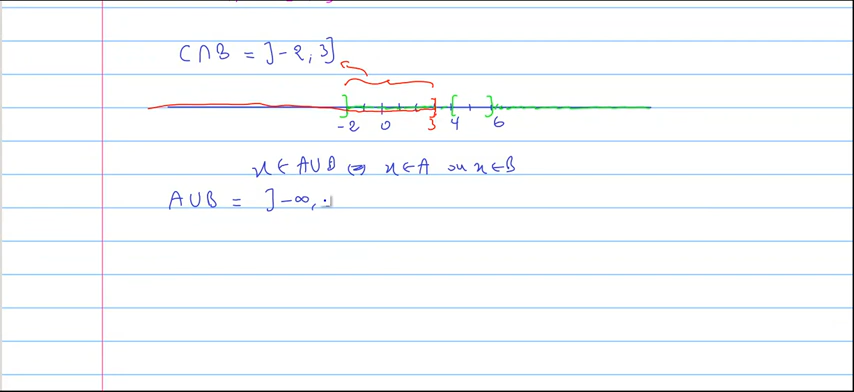 C∩B = ]-2, 3]
-2 0 3 4 6
x ∈ A∪B ⇔ x ∈ A ou x ∈ B
A∪B = ]-∞,